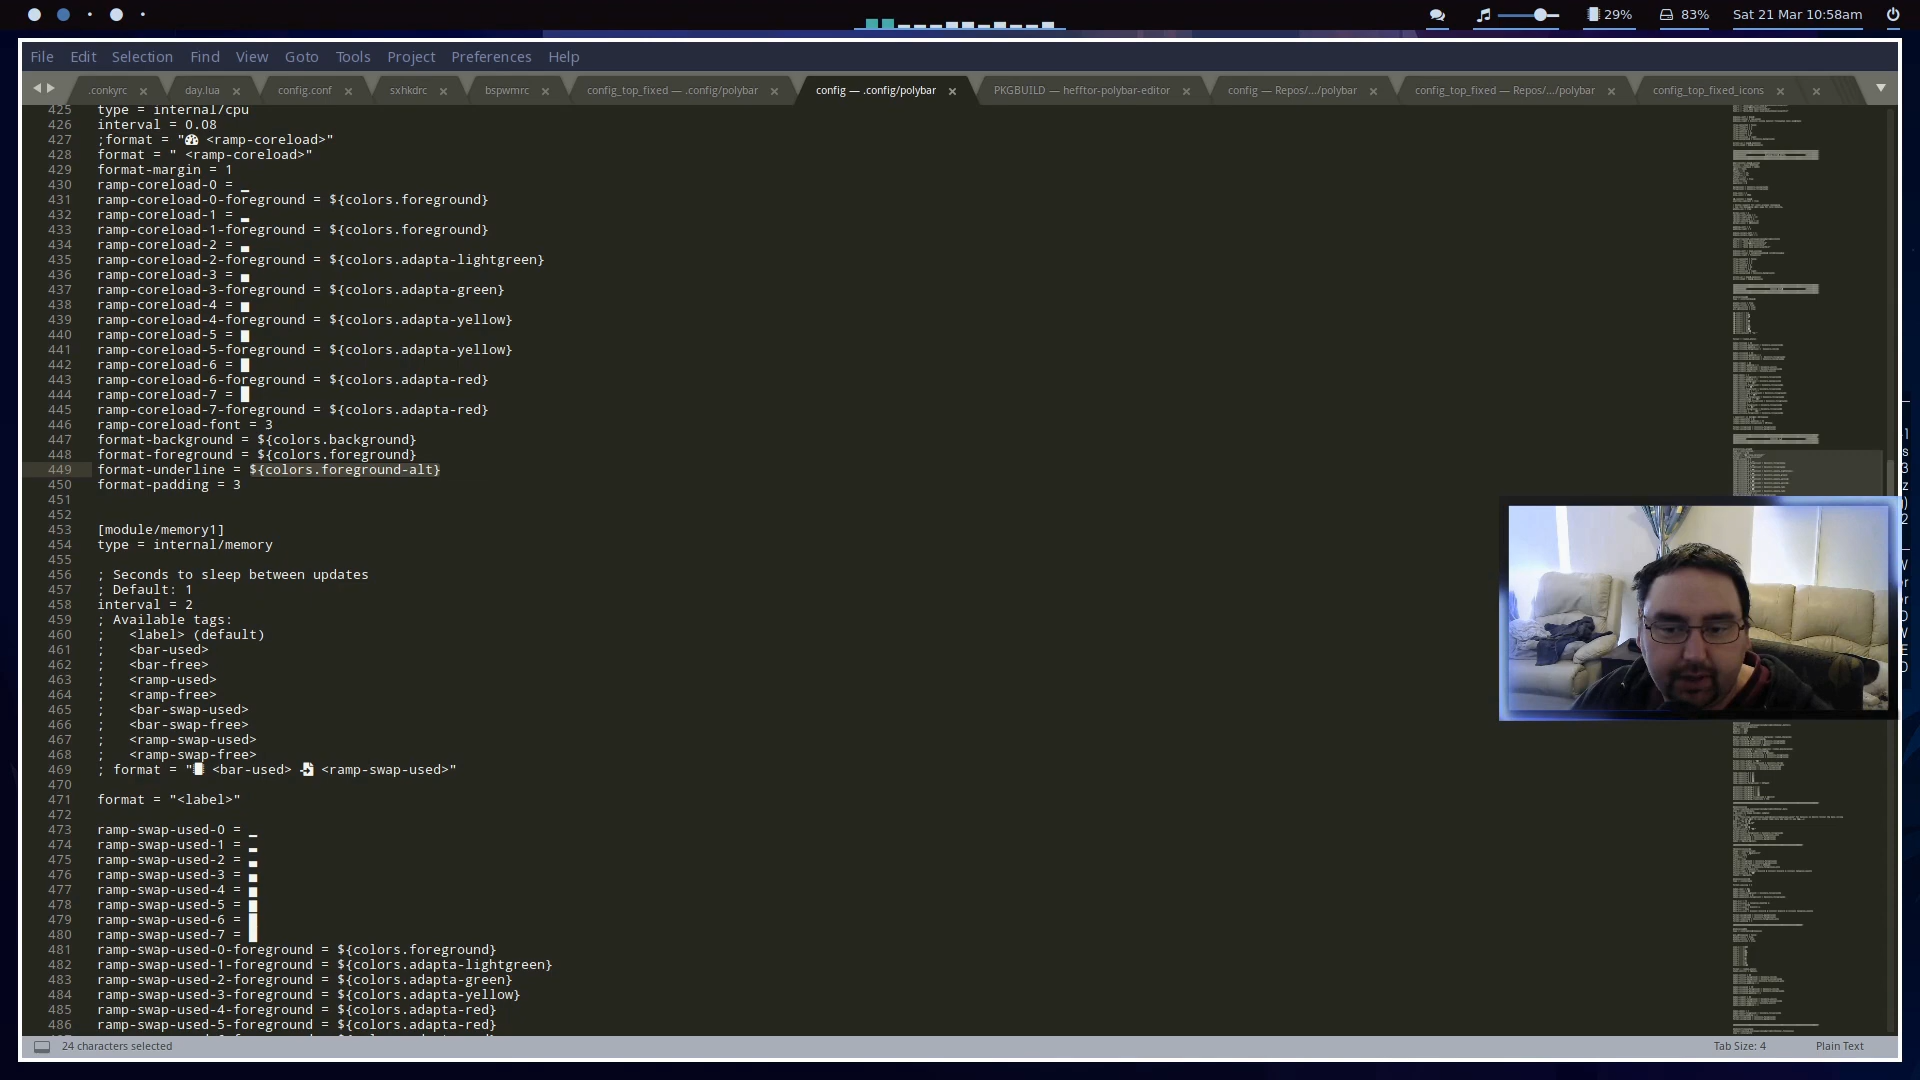 29%
83%
Sat 21 Mar 10:58am
File Edit Selection Find View Goto Tools Project Preferences Help
.conkyrc
day.lua
config.conf
sxhkdrc
bspwmrc
config_top_fixed — .config/polybar
config — .config/polybar
PKGBUILD — hefftor-polybar-editor
config — Repos/.../polybar
config_top_fixed — Repos/.../polybar
config_top_fixed_icons
425 type = internal/cpu
426 interval = 0.08
427 ;format = " <ramp-coreload>"
428 format = " <ramp-coreload>"
429 format-margin = 1
430 ramp-coreload-0 = ▁
431 ramp-coreload-0-foreground = ${colors.foreground}
432 ramp-coreload-1 = ▂
433 ramp-coreload-1-foreground = ${colors.foreground}
434 ramp-coreload-2 = ▃
435 ramp-coreload-2-foreground = ${colors.adapta-lightgreen}
436 ramp-coreload-3 = ▄
437 ramp-coreload-3-foreground = ${colors.adapta-green}
438 ramp-coreload-4 = ▅
439 ramp-coreload-4-foreground = ${colors.adapta-yellow}
440 ramp-coreload-5 = ▆
441 ramp-coreload-5-foreground = ${colors.adapta-yellow}
442 ramp-coreload-6 = ▇
443 ramp-coreload-6-foreground = ${colors.adapta-red}
444 ramp-coreload-7 = █
445 ramp-coreload-7-foreground = ${colors.adapta-red}
446 ramp-coreload-font = 3
447 format-background = ${colors.background}
448 format-foreground = ${colors.foreground}
449 format-underline = ${colors.foreground-alt}
450 format-padding = 3
451
452
453 [module/memory1]
454 type = internal/memory
455
456 ; Seconds to sleep between updates
457 ; Default: 1
458 interval = 2
459 ; Available tags:
460 ;   <label> (default)
461 ;   <bar-used>
462 ;   <bar-free>
463 ;   <ramp-used>
464 ;   <ramp-free>
465 ;   <bar-swap-used>
466 ;   <bar-swap-free>
467 ;   <ramp-swap-used>
468 ;   <ramp-swap-free>
469 ; format = " <bar-used> <ramp-swap-used>"
470
471 format = "<label>"
472
473 ramp-swap-used-0 = ▁
474 ramp-swap-used-1 = ▂
475 ramp-swap-used-2 = ▃
476 ramp-swap-used-3 = ▄
477 ramp-swap-used-4 = ▅
478 ramp-swap-used-5 = ▆
479 ramp-swap-used-6 = ▇
480 ramp-swap-used-7 = █
481 ramp-swap-used-0-foreground = ${colors.foreground}
482 ramp-swap-used-1-foreground = ${colors.adapta-lightgreen}
483 ramp-swap-used-2-foreground = ${colors.adapta-green}
484 ramp-swap-used-3-foreground = ${colors.adapta-yellow}
485 ramp-swap-used-4-foreground = ${colors.adapta-red}
486 ramp-swap-used-5-foreground = ${colors.adapta-red}
24 characters selected
Tab Size: 4
Plain Text